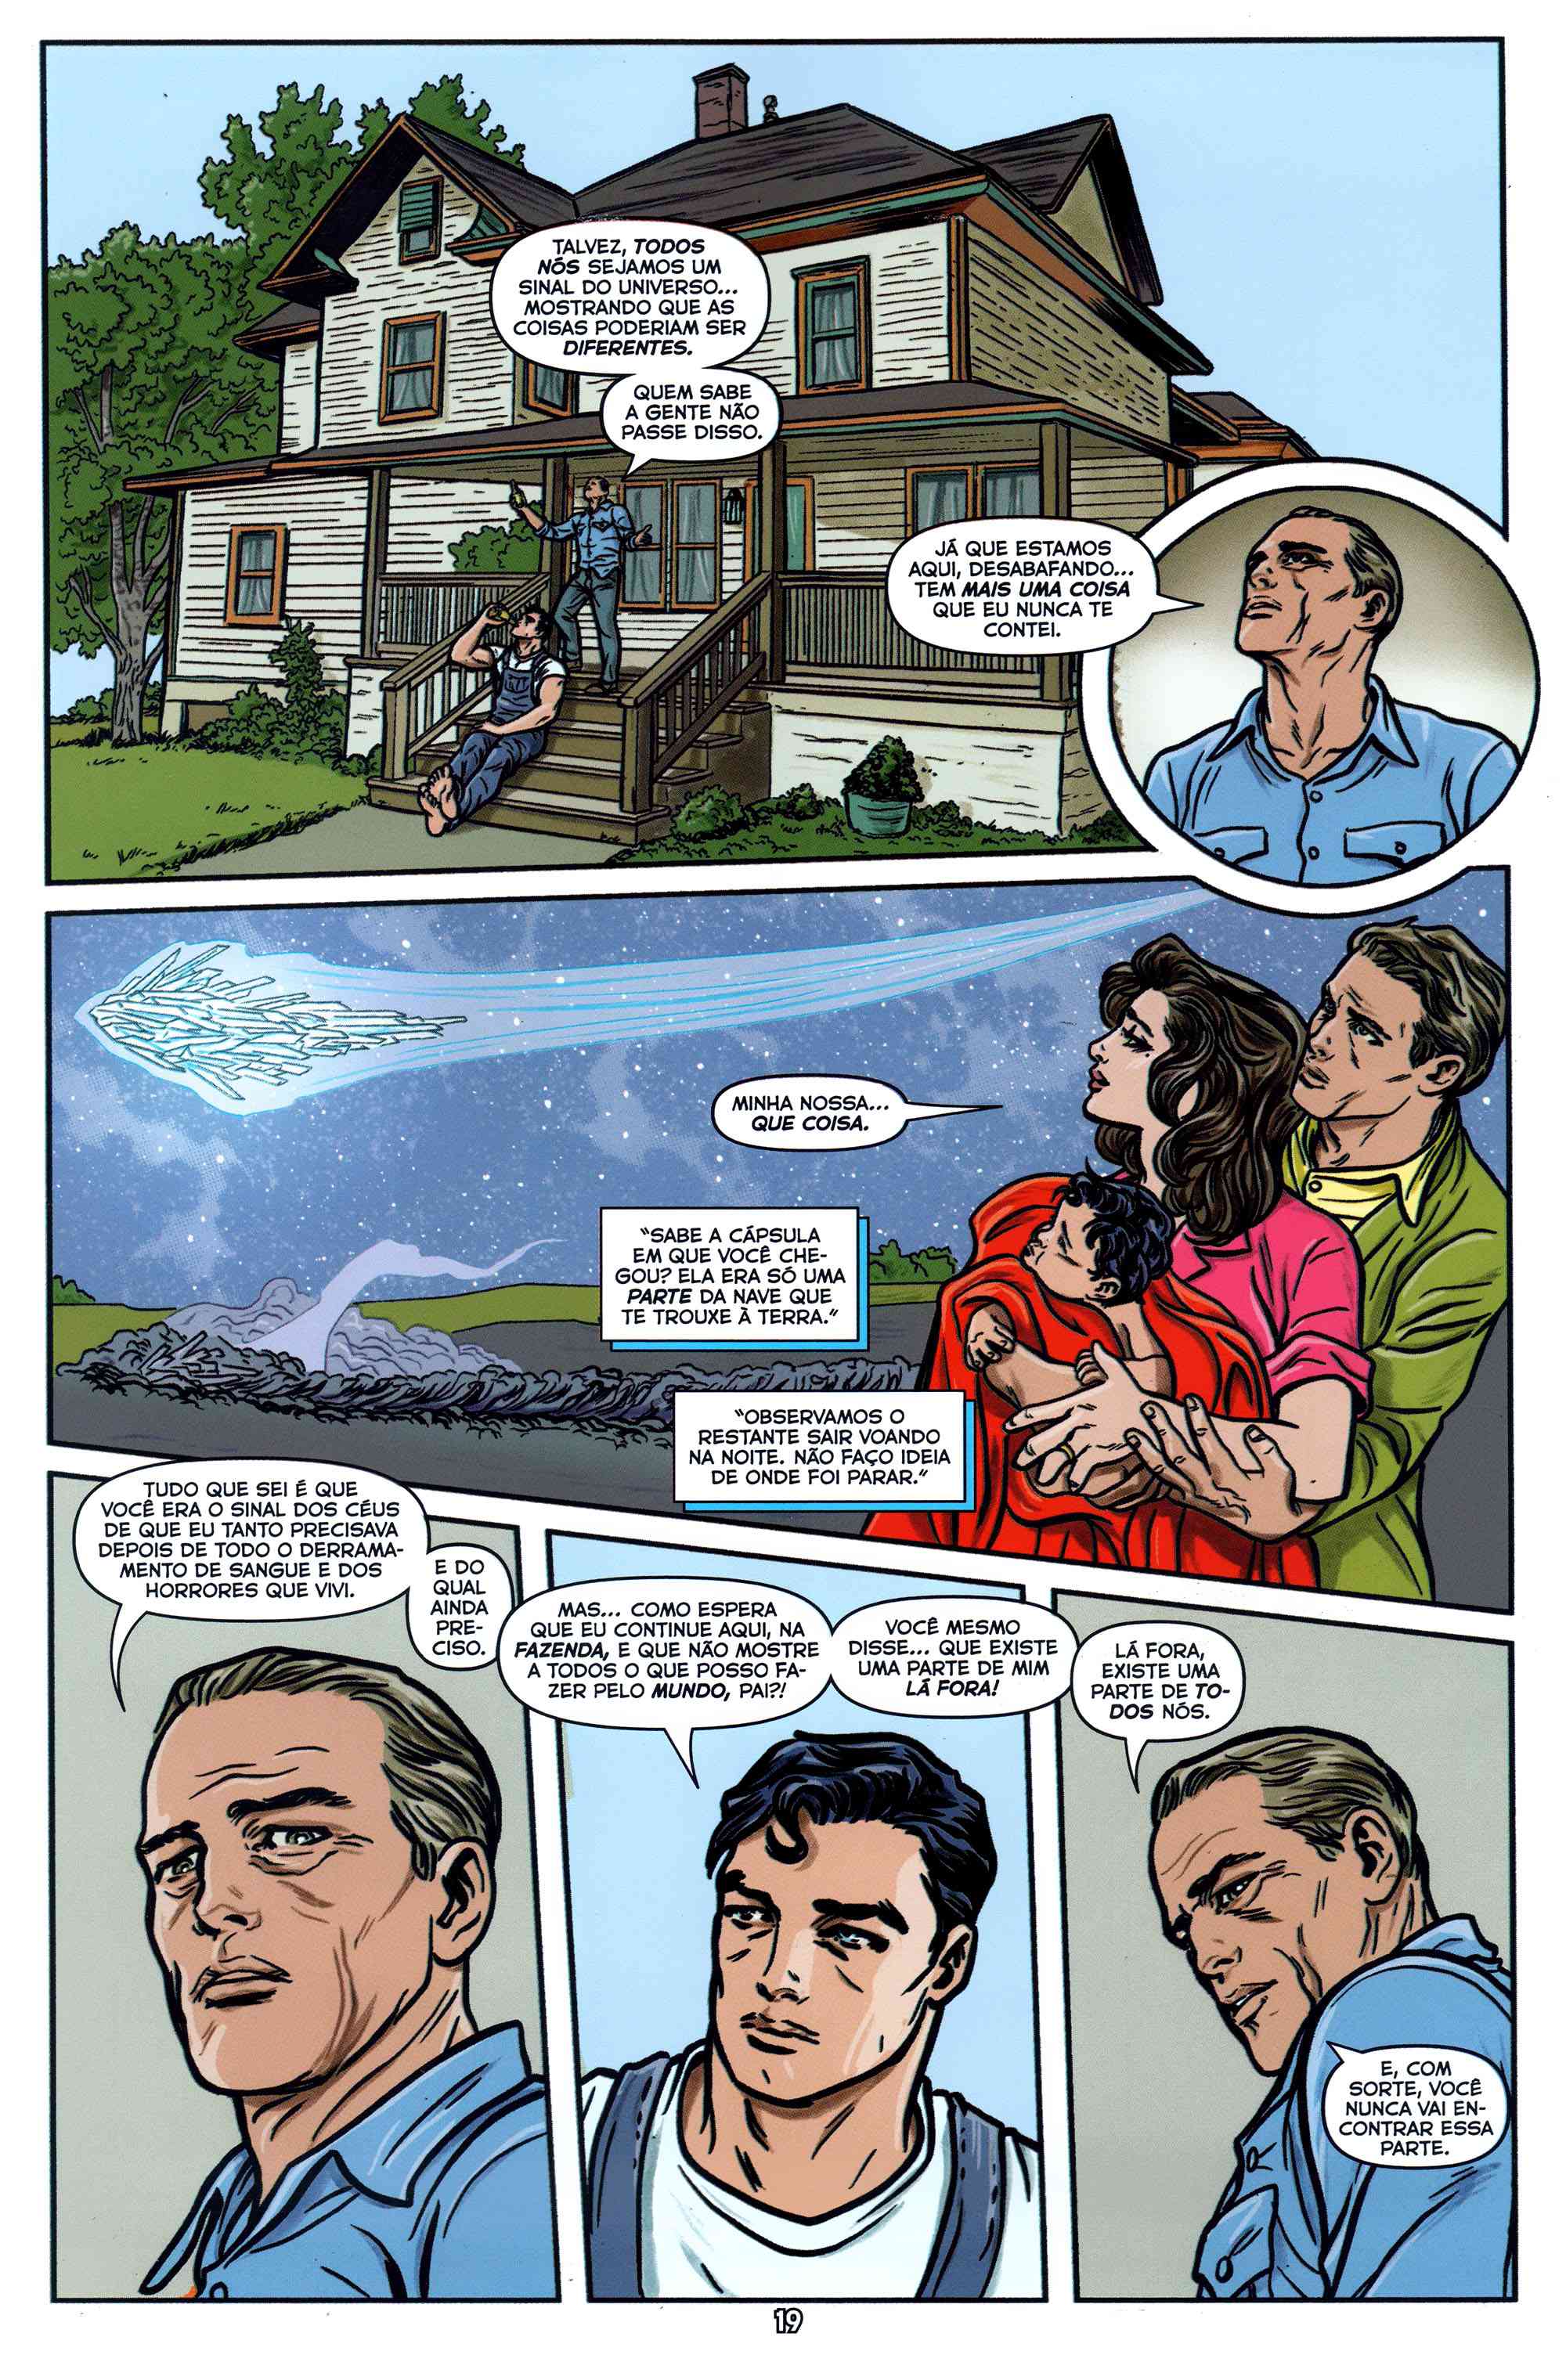 TALVEZ, TODOS
NÓS SEJAMOS UM
SINAL DO UNIVERSO...
MOSTRANDO QUE AS
COISAS PODERIAM SER
DIFERENTES.
QUEM SABE
A GENTE NÃO
PASSE DISSO.
JÁ QUE ESTAMOS
AQUI, DESABAFANDO...
TEM MAIS UMA COISA
QUE EU NUNCA TE
CONTEI.
MINHA NOSSA...
QUE COISA.
"SABE A CÁPSULA
EM QUE VOCÊ CHE-
GOU? ELA ERA SÓ UMA
PARTE DA NAVE QUE
TE TROUXE À TERRA."
"OBSERVAMOS O
RESTANTE SAIR VOANDO
NA NOITE. NÃO FAÇO IDEIA
DE ONDE FOI PARAR."
TUDO QUE SEI É QUE
VOCÊ ERA O SINAL DOS CÉUS
DE QUE EU TANTO PRECISAVA
DEPOIS DE TODO O DERRAMA-
MENTO DE SANGUE E DOS
HORRORES QUE VIVI.
E DO
QUAL
AINDA
PRE-
CISO.
MAS... COMO ESPERA
QUE EU CONTINUE AQUI, NA
FAZENDA, E QUE NÃO MOSTRE
A TODOS O QUE POSSO FA-
ZER PELO MUNDO, PAI?!
VOCÊ MESMO
DISSE... QUE EXISTE
UMA PARTE DE MIM
LÁ FORA!
LÁ FORA,
EXISTE UMA
PARTE DE TO-
DOS NÓS.
E, COM
SORTE, VOCÊ
NUNCA VAI EN-
CONTRAR ESSA
PARTE.
19